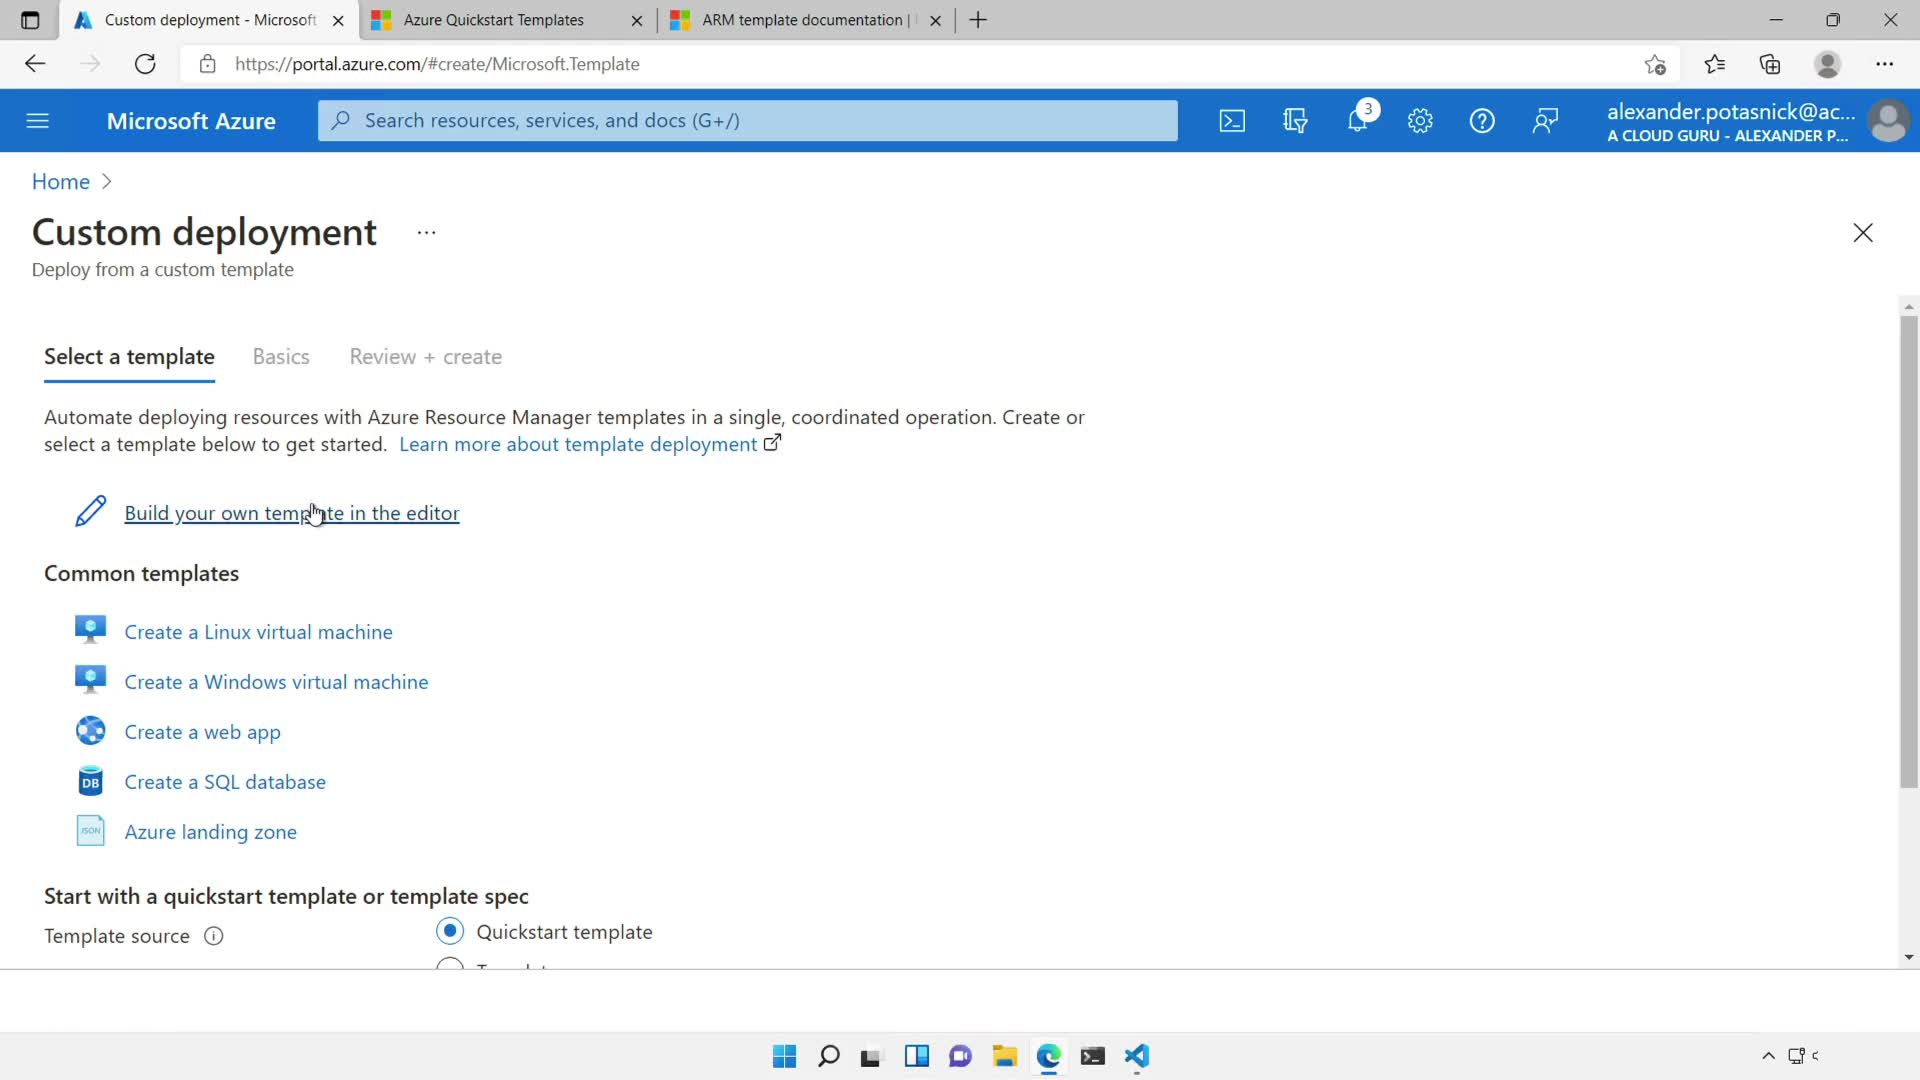 Custom deployment - Microsoft
Azure Quickstart Templates
ARM template documentation |
https://portal.azure.com/#create/Microsoft.Template
Microsoft Azure
Search resources, services, and docs (G+/)
3
alexander.potasnick@ac...
A CLOUD GURU - ALEXANDER P...
Home
Custom deployment
...
Deploy from a custom template
Select a template
Basics
Review + create
Automate deploying resources with Azure Resource Manager templates in a single, coordinated operation. Create or
select a template below to get started. Learn more about template deployment
Build your own template in the editor
Common templates
Create a Linux virtual machine
Create a Windows virtual machine
Create a web app
DB
Create a SQL database
JSON
Azure landing zone
Start with a quickstart template or template spec
Template source
Quickstart template